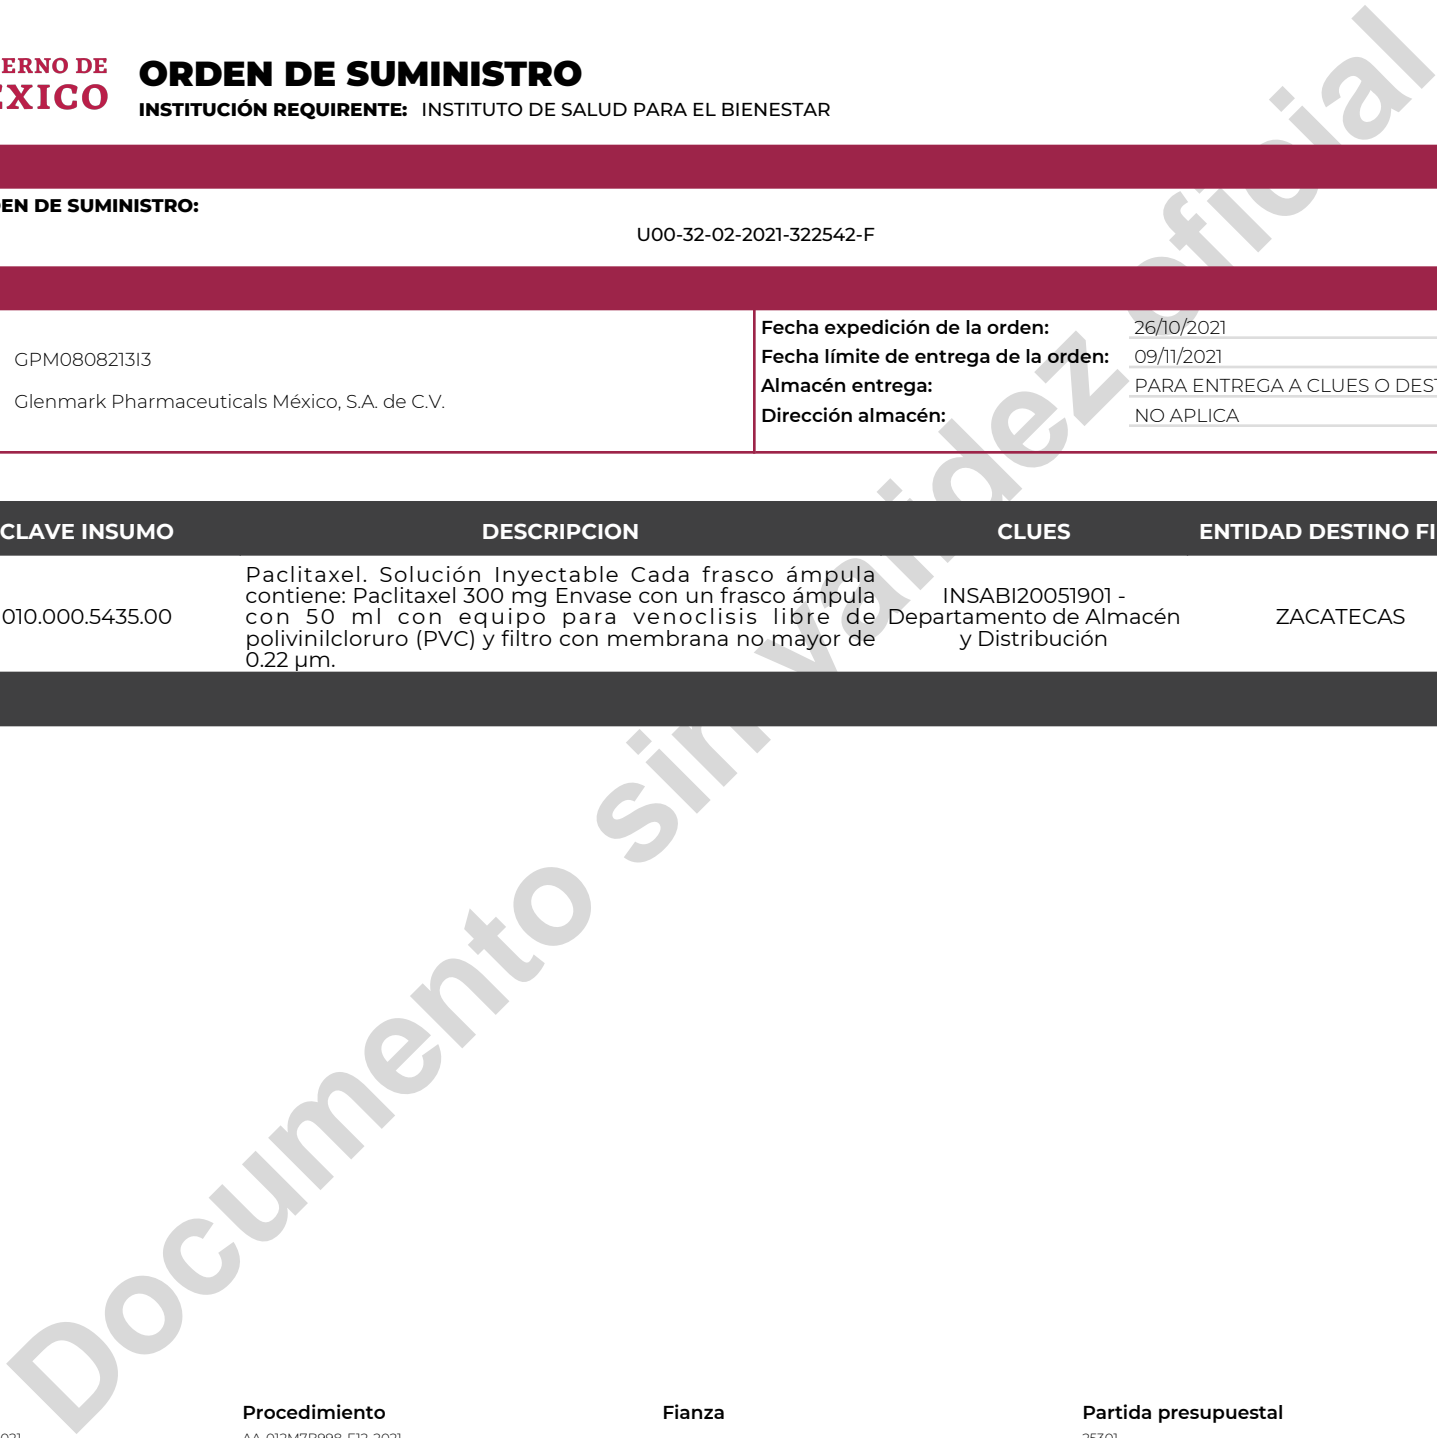 ERNO DE
ÉXICO
ORDEN DE SUMINISTRO
INSTITUCIÓN REQUIRENTE: INSTITUTO DE SALUD PARA EL BIENESTAR
EN DE SUMINISTRO:
U00-32-02-2021-322542-F
GPM0808213I3
Glenmark Pharmaceuticals México, S.A. de C.V.
Fecha expedición de la orden: 26/10/2021
Fecha límite de entrega de la orden: 09/11/2021
Almacén entrega: PARA ENTREGA A CLUES O DEST
Dirección almacén: NO APLICA
CLAVE INSUMO DESCRIPCION CLUES ENTIDAD DESTINO FI
010.000.5435.00
Paclitaxel. Solución Inyectable Cada frasco ámpula
contiene: Paclitaxel 300 mg Envase con un frasco ámpula
con 50 ml con equipo para venoclisis libre de
polivinilcloruro (PVC) y filtro con membrana no mayor de
0.22 µm.
INSABI20051901 -
Departamento de Almacén
y Distribución
ZACATECAS
Documento sin validez oficial
Procedimiento Fianza Partida presupuestal